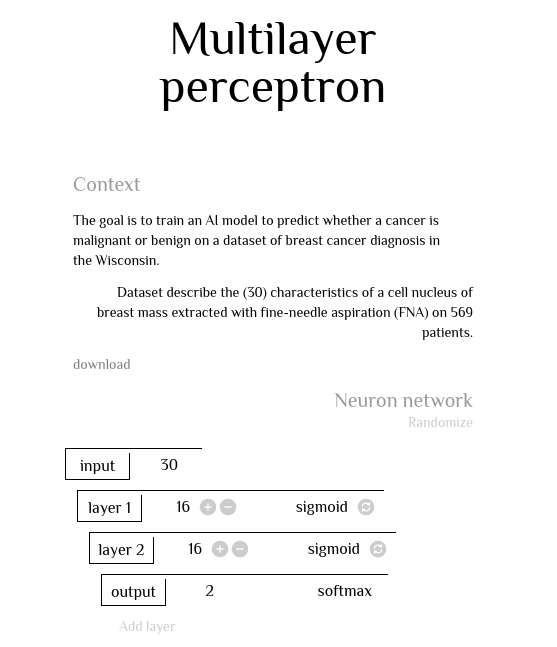 Multilayer
perceptron
Context
The goal is to train an AI model to predict whether a cancer is
malignant or benign on a dataset of breast cancer diagnosis in
the Wisconsin.
Dataset describe the (30) characteristics of a cell nucleus of
breast mass extracted with fine-needle aspiration (FNA) on 569
patients.
download
Neuron network
Randomize
input 30
layer 1 16 + − sigmoid
layer 2 16 + − sigmoid
output 2 softmax
Add layer